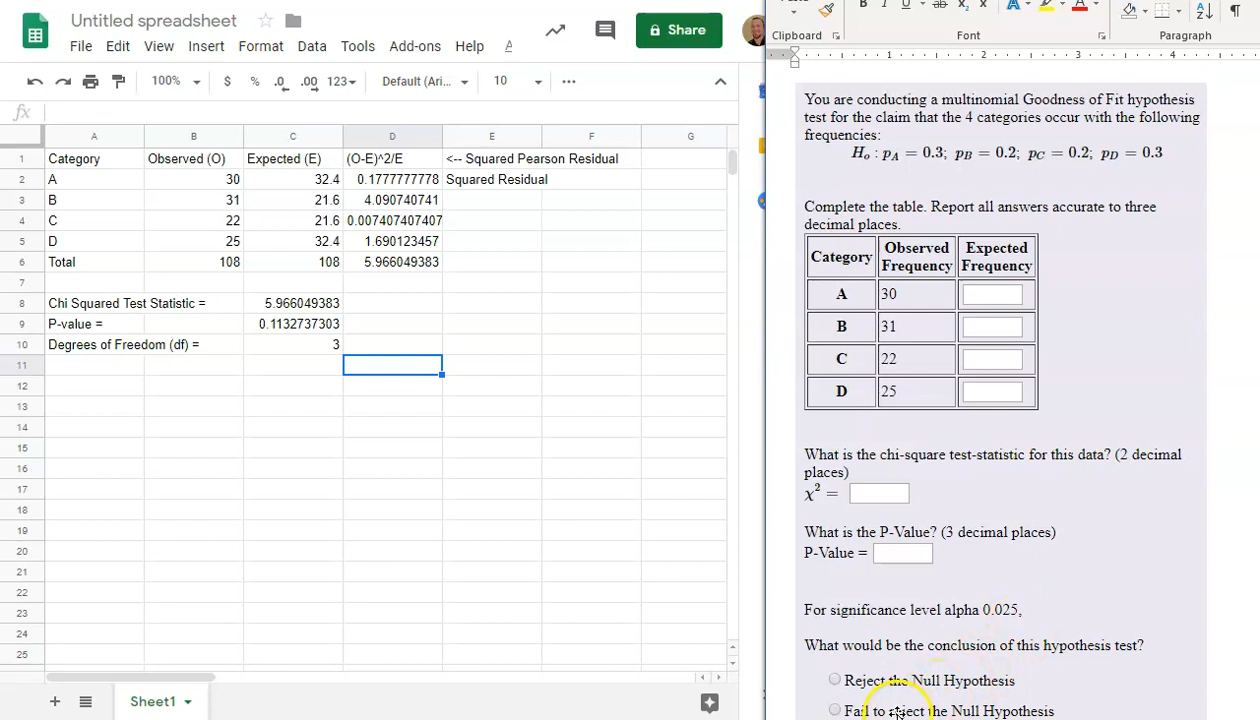 Untitled spreadsheet
File Edit View Insert Format Data Tools Add-ons Help
Share
100% $ % .0 .00 123 Default (Ari... 10
fx
A B C D E F G
1 Category Observed (O) Expected (E) (O-E)^2/E <-- Squared Pearson Residual
2 A 30 32.4 0.1777777778 Squared Residual
3 B 31 21.6 4.090740741
4 C 22 21.6 0.007407407407
5 D 25 32.4 1.690123457
6 Total 108 108 5.966049383
7
8 Chi Squared Test Statistic = 5.966049383
9 P-value = 0.1132737303
10 Degrees of Freedom (df) = 3
11
12
13
14
15
16
17
18
19
20
21
22
23
24
25
Sheet1
B I U ab x₂ x A A
Clipboard Font Paragraph
1 2 3 4
You are conducting a multinomial Goodness of Fit hypothesis
test for the claim that the 4 categories occur with the following
frequencies:
Hₒ : p_A = 0.3; p_B = 0.2; p_C = 0.2; p_D = 0.3
Complete the table. Report all answers accurate to three
decimal places.
Category Observed Frequency Expected Frequency
A 30
B 31
C 22
D 25
What is the chi-square test-statistic for this data? (2 decimal
places)
χ² =
What is the P-Value? (3 decimal places)
P-Value =
For significance level alpha 0.025,
What would be the conclusion of this hypothesis test?
Reject the Null Hypothesis
Fail to reject the Null Hypothesis